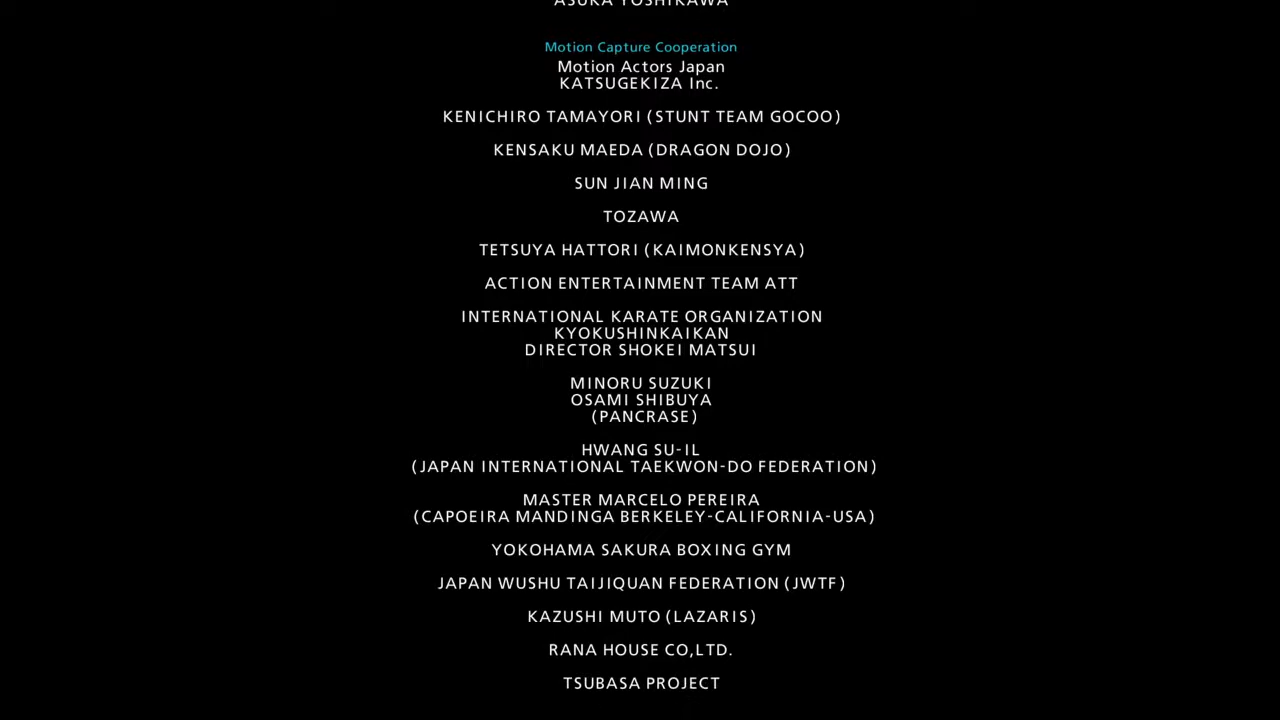 ASUKA YOSHIKAWA
Motion Capture Cooperation
Motion Actors Japan
KATSUGEKIZA Inc.
KENICHIRO TAMAYORI (STUNT TEAM GOCOO)
KENSAKU MAEDA (DRAGON DOJO)
SUN JIAN MING
TOZAWA
TETSUYA HATTORI (KAIMONKENSYA)
ACTION ENTERTAINMENT TEAM ATT
INTERNATIONAL KARATE ORGANIZATION
KYOKUSHINKAIKAN
DIRECTOR SHOKEI MATSUI
MINORU SUZUKI
OSAMI SHIBUYA
(PANCRASE)
HWANG SU-IL
(JAPAN INTERNATIONAL TAEKWON-DO FEDERATION)
MASTER MARCELO PEREIRA
(CAPOEIRA MANDINGA BERKELEY-CALIFORNIA-USA)
YOKOHAMA SAKURA BOXING GYM
JAPAN WUSHU TAIJIQUAN FEDERATION (JWTF)
KAZUSHI MUTO (LAZARIS)
RANA HOUSE CO,LTD.
TSUBASA PROJECT